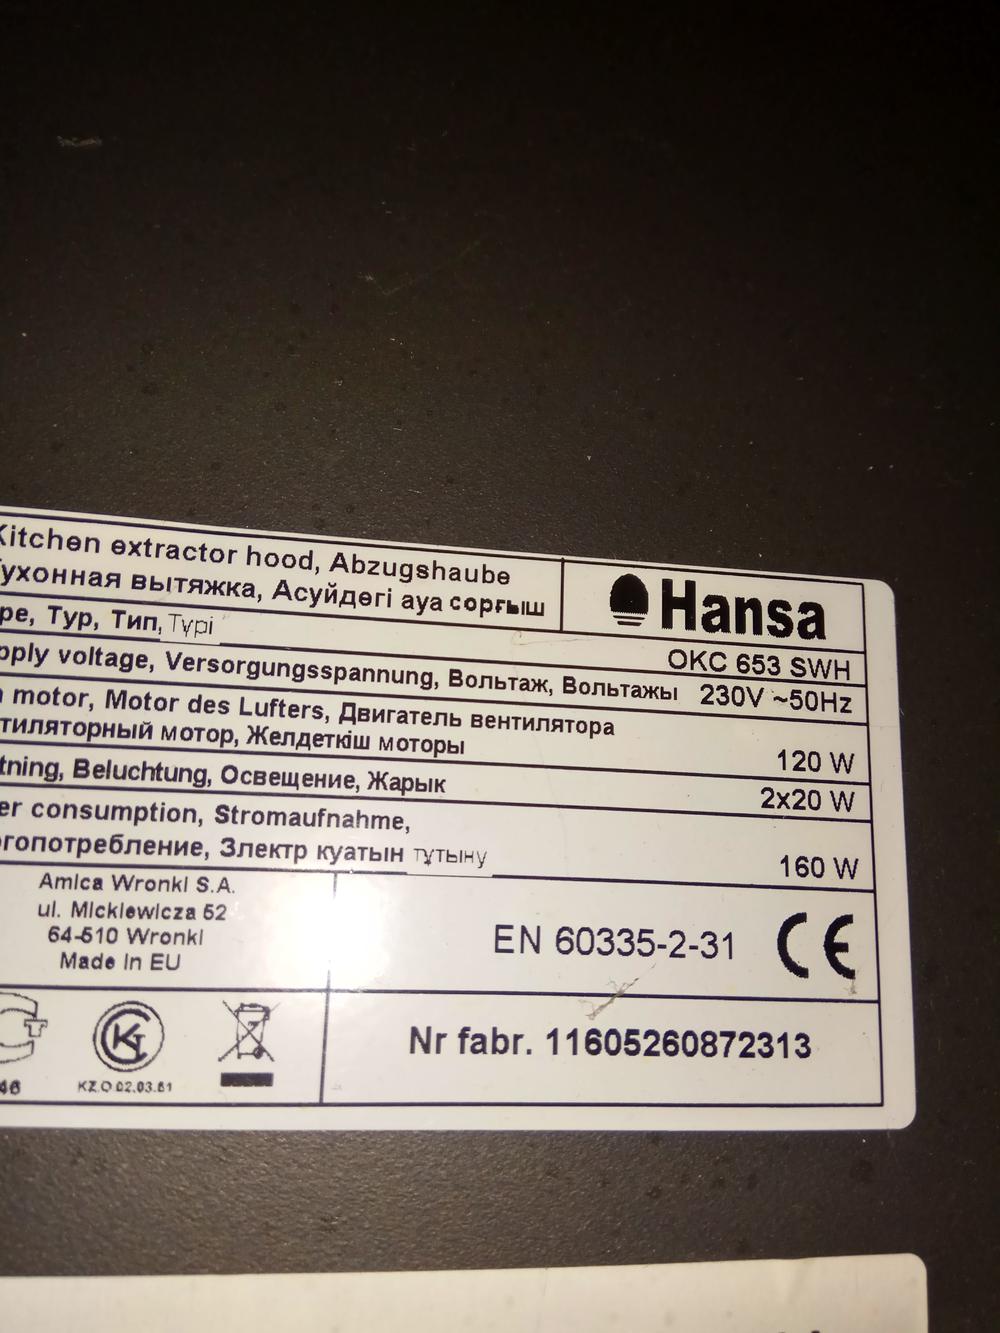 Kitchen extractor hood, Abzugshaube
ухонная вытяжка, Асуйдегі ауа сорғыш
Hansa
pe, Typ, Тип, Түрі
OKC 653 SWH
pply voltage, Versorgungsspannung, Вольтаж, Вольтажы 230V ~50Hz
n motor, Motor des Lufters, Двигатель вентилятора
тиляторный мотор, Желдеткіш моторы 120 W
tning, Beluchtung, Освещение, Жарык 2x20 W
er consumption, Stromaufnahme,
ргопотребление, Злектр куатын тұтыну 160 W
Amica Wronki S.A.
ul. Mickiewicza 52
64-510 Wronki
Made in EU
EN 60335-2-31 CE
46
KZ.O 02.03.61
Nr fabr. 11605260872313